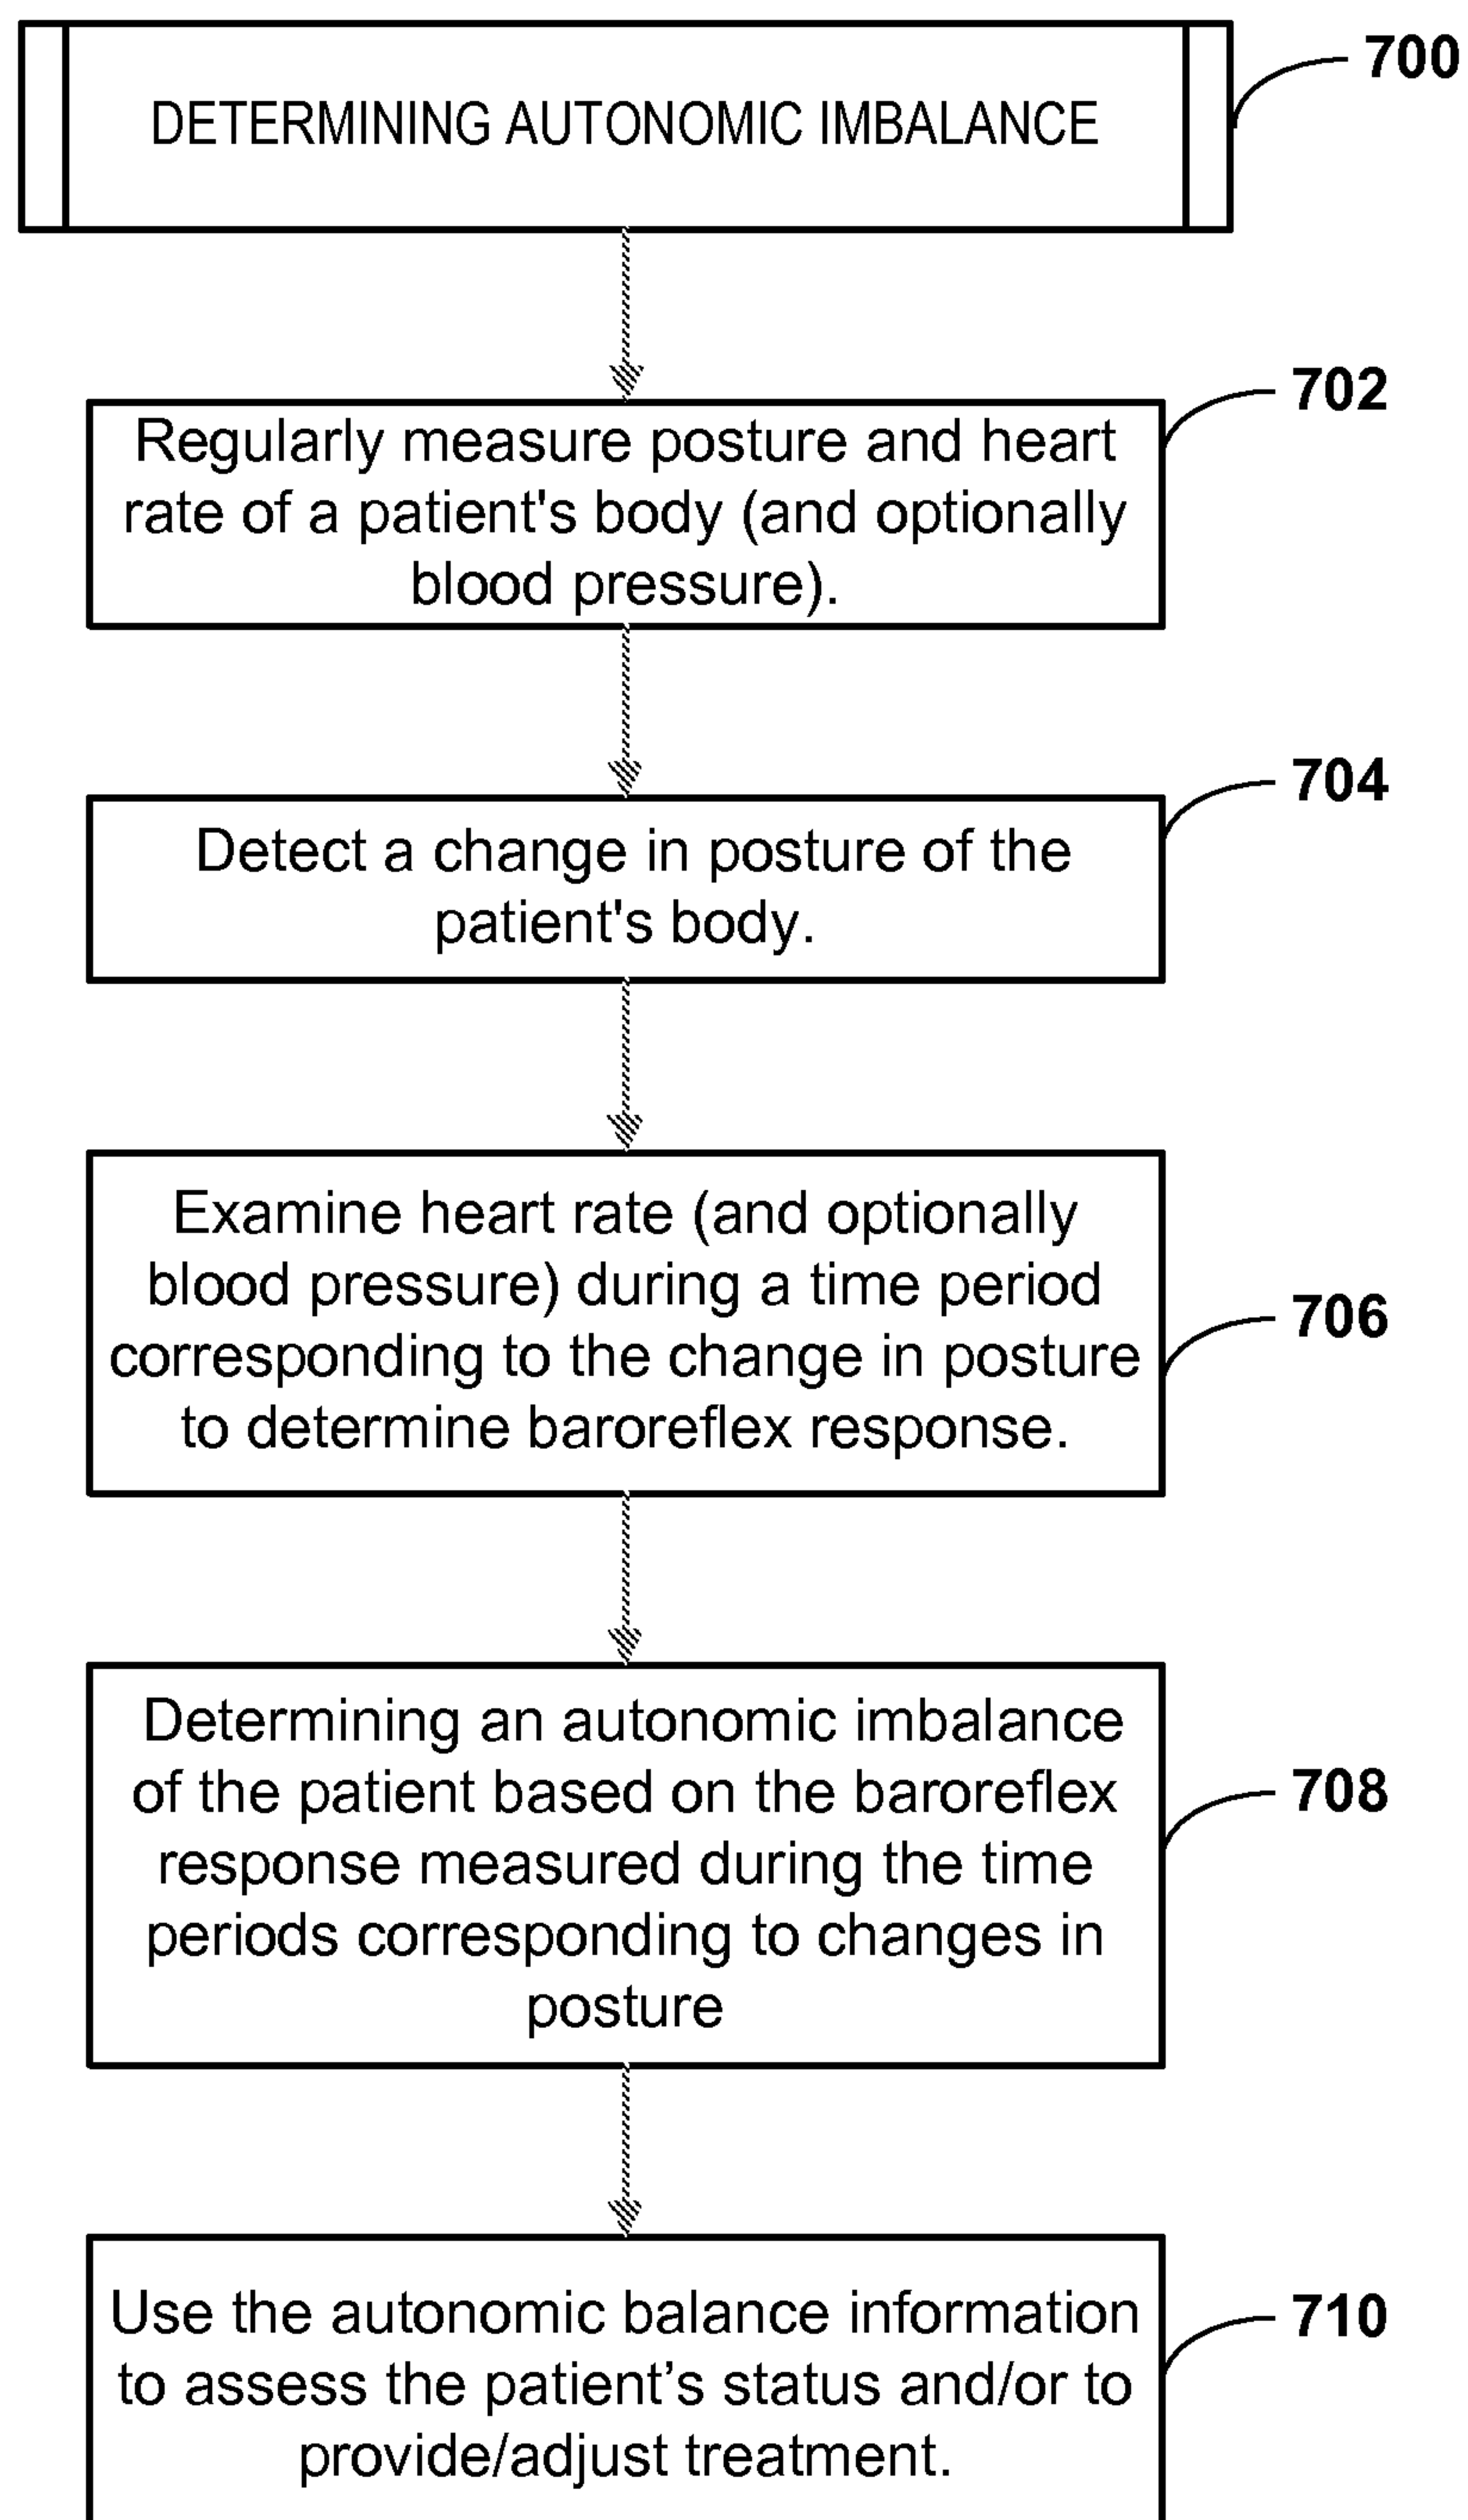 DETERMINING AUTONOMIC IMBALANCE
700
Regularly measure posture and heart
rate of a patient's body (and optionally
blood pressure).
702
Detect a change in posture of the
patient's body.
704
Examine heart rate (and optionally
blood pressure) during a time period
corresponding to the change in posture
to determine baroreflex response.
706
Determining an autonomic imbalance
of the patient based on the baroreflex
response measured during the time
periods corresponding to changes in
posture
708
Use the autonomic balance information
to assess the patient’s status and/or to
provide/adjust treatment.
710